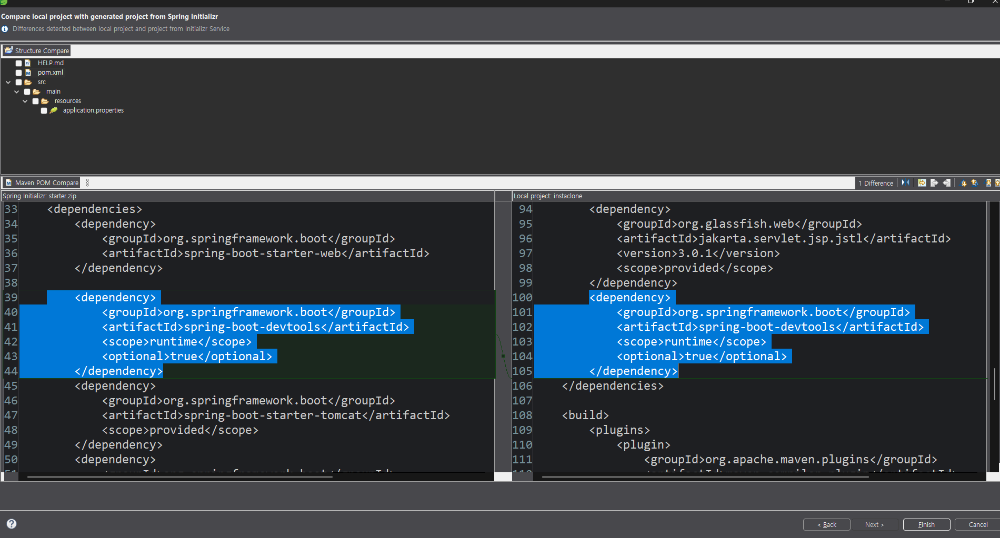 Compare local project with generated project from Spring Initializr
Differences detected between local project and project from Initializr Service
Structure Compare
HELP.md
pom.xml
src
main
resources
application.properties
Maven POM Compare
1 Difference
Spring Initializr: starter.zip
33 <dependencies>
34 <dependency>
35 <groupId>org.springframework.boot</groupId>
36 <artifactId>spring-boot-starter-web</artifactId>
37 </dependency>
38
39 <dependency>
40 <groupId>org.springframework.boot</groupId>
41 <artifactId>spring-boot-devtools</artifactId>
42 <scope>runtime</scope>
43 <optional>true</optional>
44 </dependency>
45 <dependency>
46 <groupId>org.springframework.boot</groupId>
47 <artifactId>spring-boot-starter-tomcat</artifactId>
48 <scope>provided</scope>
49 </dependency>
50 <dependency>
Local project: instaclone
94 <dependency>
95 <groupId>org.glassfish.web</groupId>
96 <artifactId>jakarta.servlet.jsp.jstl</artifactId>
97 <version>3.0.1</version>
98 <scope>provided</scope>
99 </dependency>
100 <dependency>
101 <groupId>org.springframework.boot</groupId>
102 <artifactId>spring-boot-devtools</artifactId>
103 <scope>runtime</scope>
104 <optional>true</optional>
105 </dependency>
106 </dependencies>
107
108 <build>
109 <plugins>
110 <plugin>
111 <groupId>org.apache.maven.plugins</groupId>
< Back
Next >
Finish
Cancel